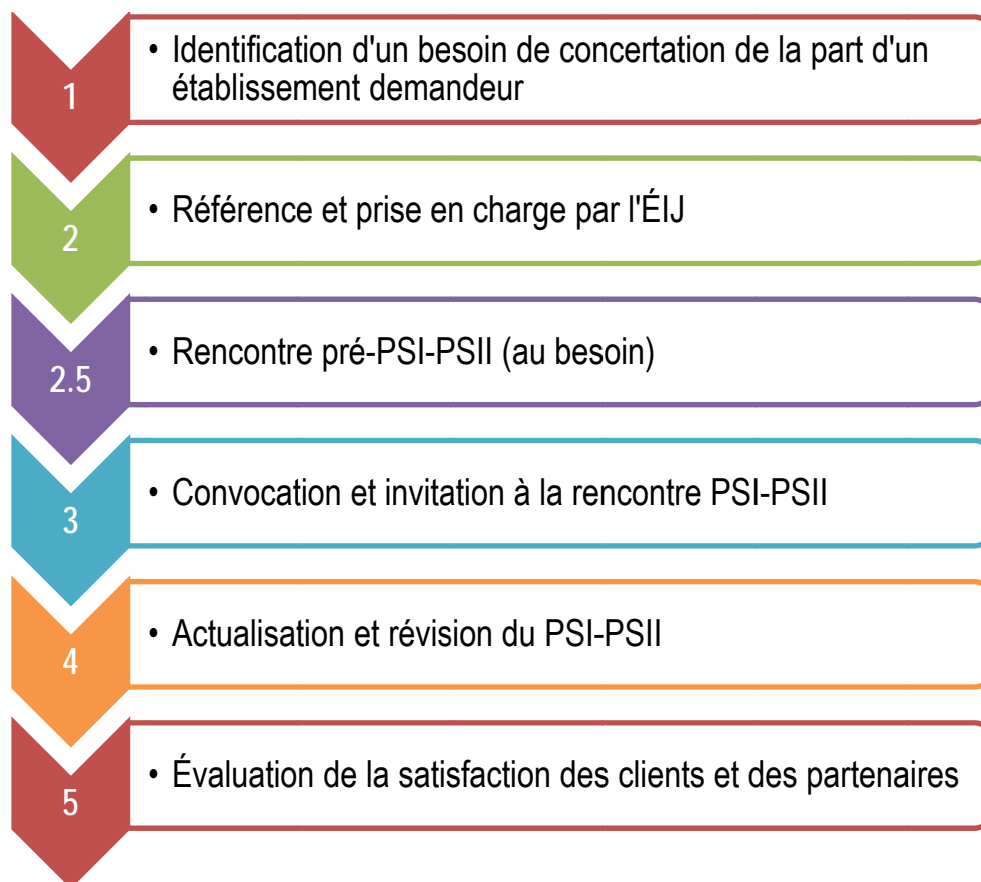 1
• Identification d'un besoin de concertation de la part d'un
établissement demandeur
2
• Référence et prise en charge par l'ÉIJ
2.5
• Rencontre pré-PSI-PSII (au besoin)
3
• Convocation et invitation à la rencontre PSI-PSII
4
• Actualisation et révision du PSI-PSII
5
• Évaluation de la satisfaction des clients et des partenaires